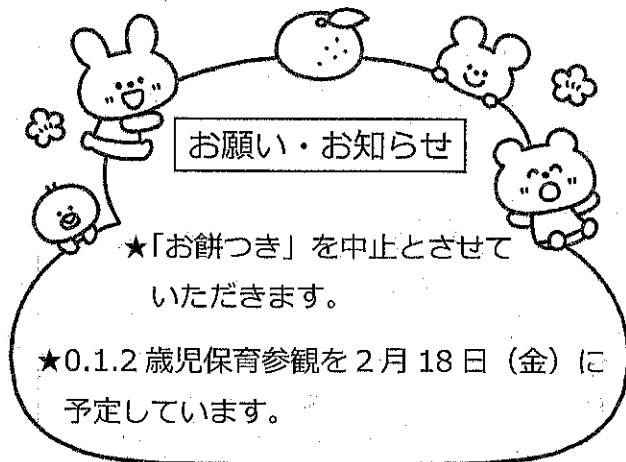 お願い・お知らせ
★「お餅つき」を中止とさせて
いただきます。
★0.1.2歳児保育参観を2月18日（金）に
予定しています。